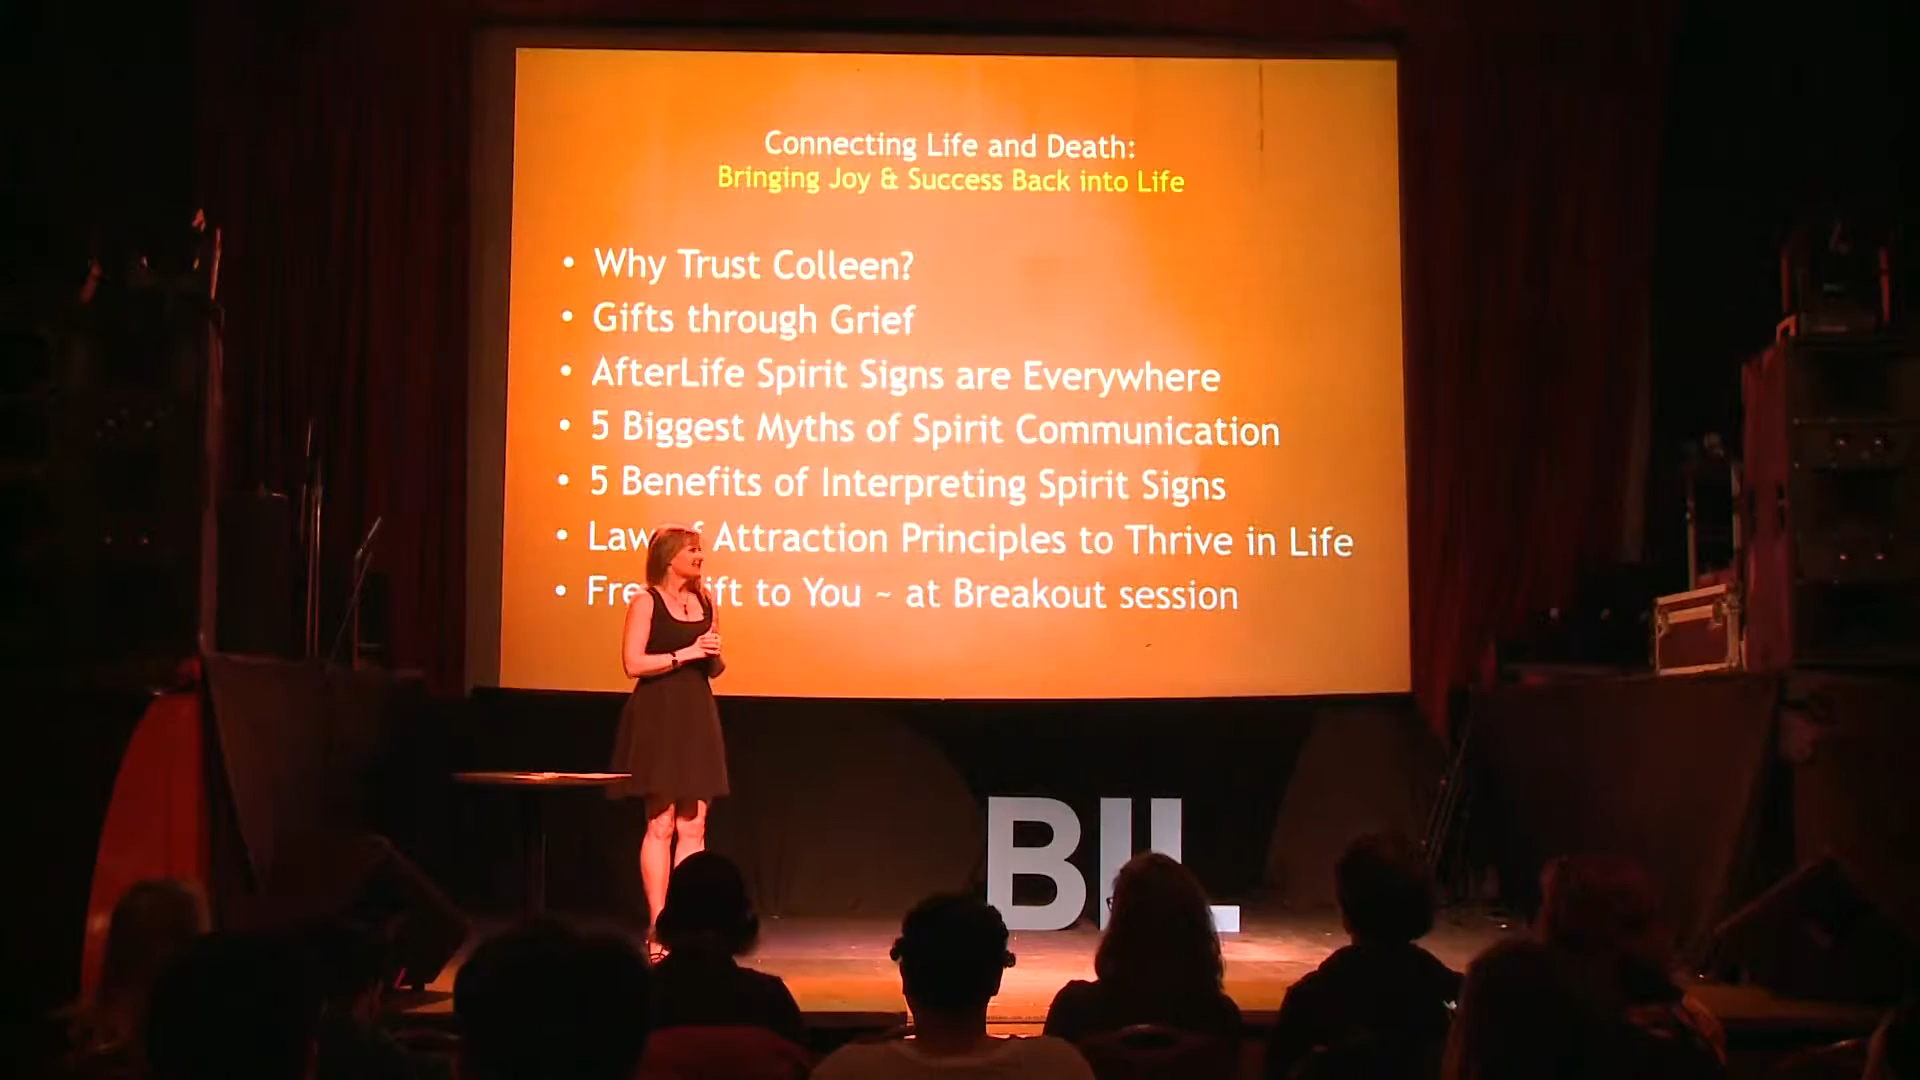 Connecting Life and Death:
Bringing Joy & Success Back into Life
• Why Trust Colleen?
• Gifts through Grief
• AfterLife Spirit Signs are Everywhere
• 5 Biggest Myths of Spirit Communication
• 5 Benefits of Interpreting Spirit Signs
• Law Attraction Principles to Thrive in Life
• to You ~ at Breakout session
BIL